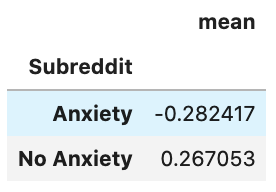 mean
Subreddit
Anxiety -0.282417
No Anxiety 0.267053